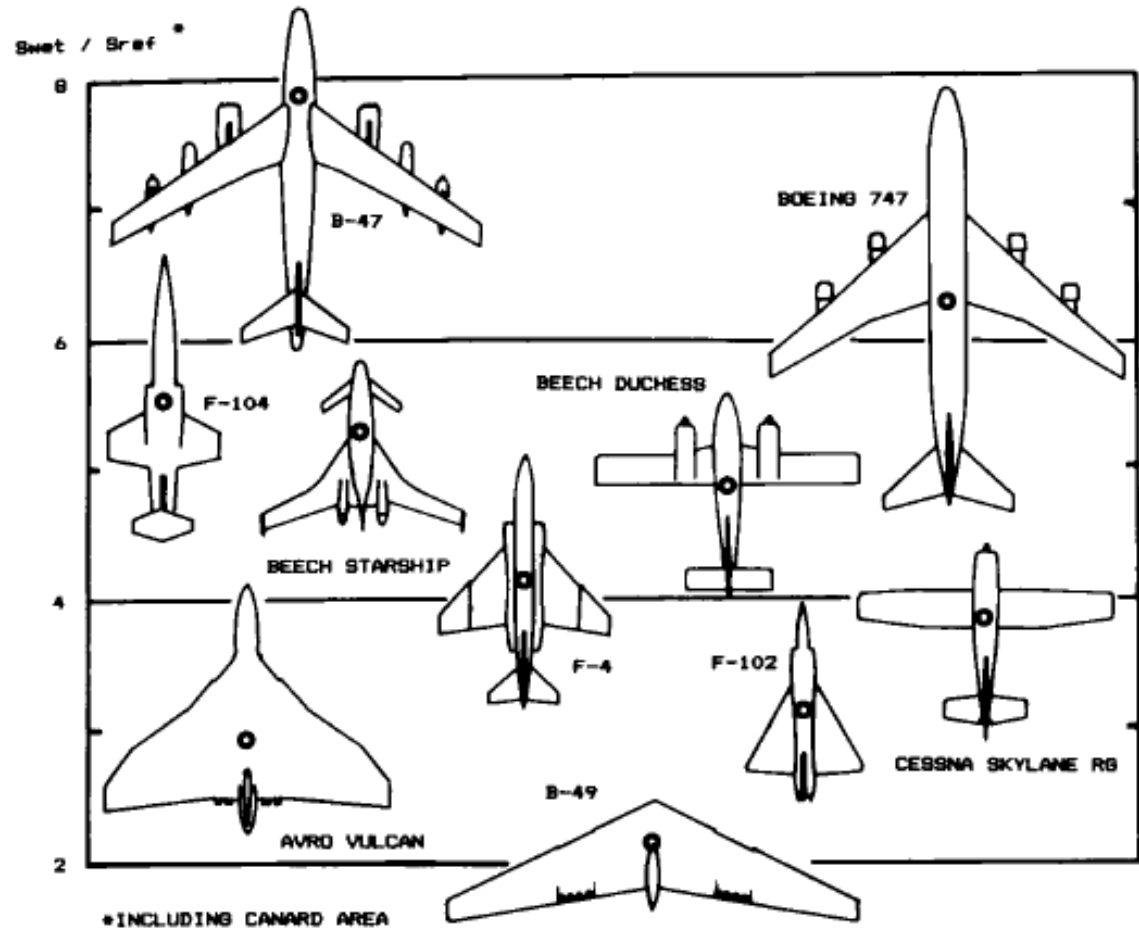 Swet / Sref *
8
B-47
BOEING 747
6
BEECH DUCHESS
F-104
BEECH STARSHIP
4
F-4
F-102
CESSNA SKYLANE RG
B-49
AVRO VULCAN
2
*INCLUDING CANARD AREA